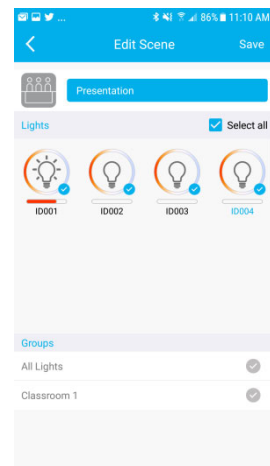 ... 86% 11:10 AM
Edit Scene Save
Presentation
Lights Select all
ID001 ID002 ID003 ID004
Groups
All Lights
Classroom 1